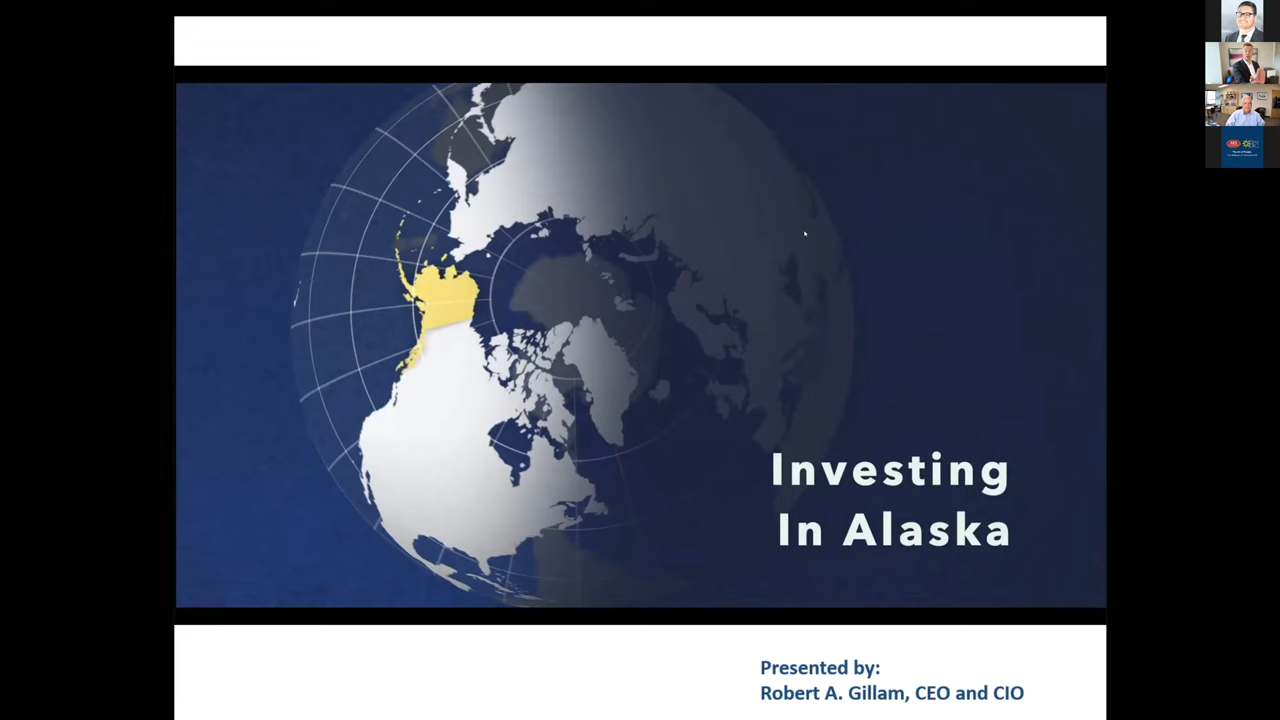 Investing
In Alaska
Presented by:
Robert A. Gillam, CEO and CIO